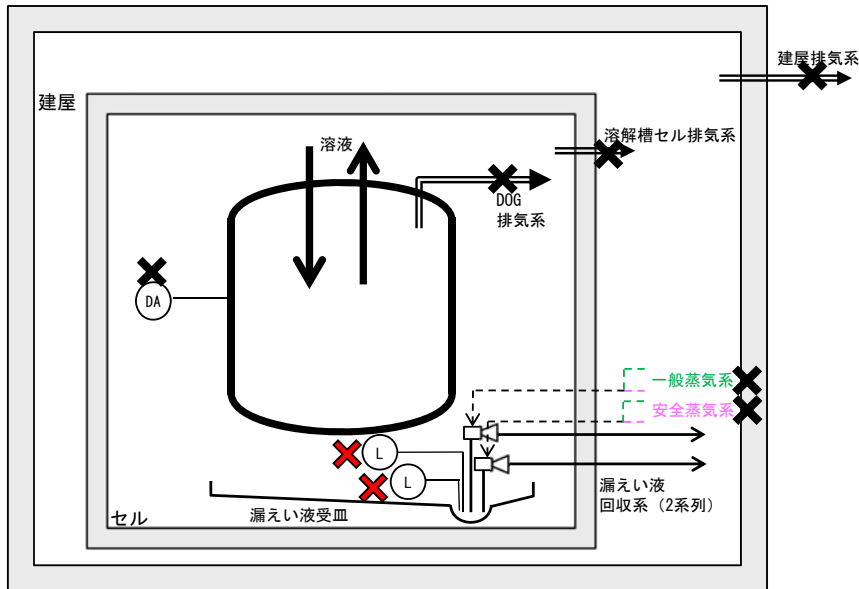 建屋排気系
建屋
溶解槽セル排気系
溶液
DOG
排気系
DA
一般蒸気系
安全蒸気系
L
L
漏えい液
回収系（2系列）
漏えい液受皿
セル